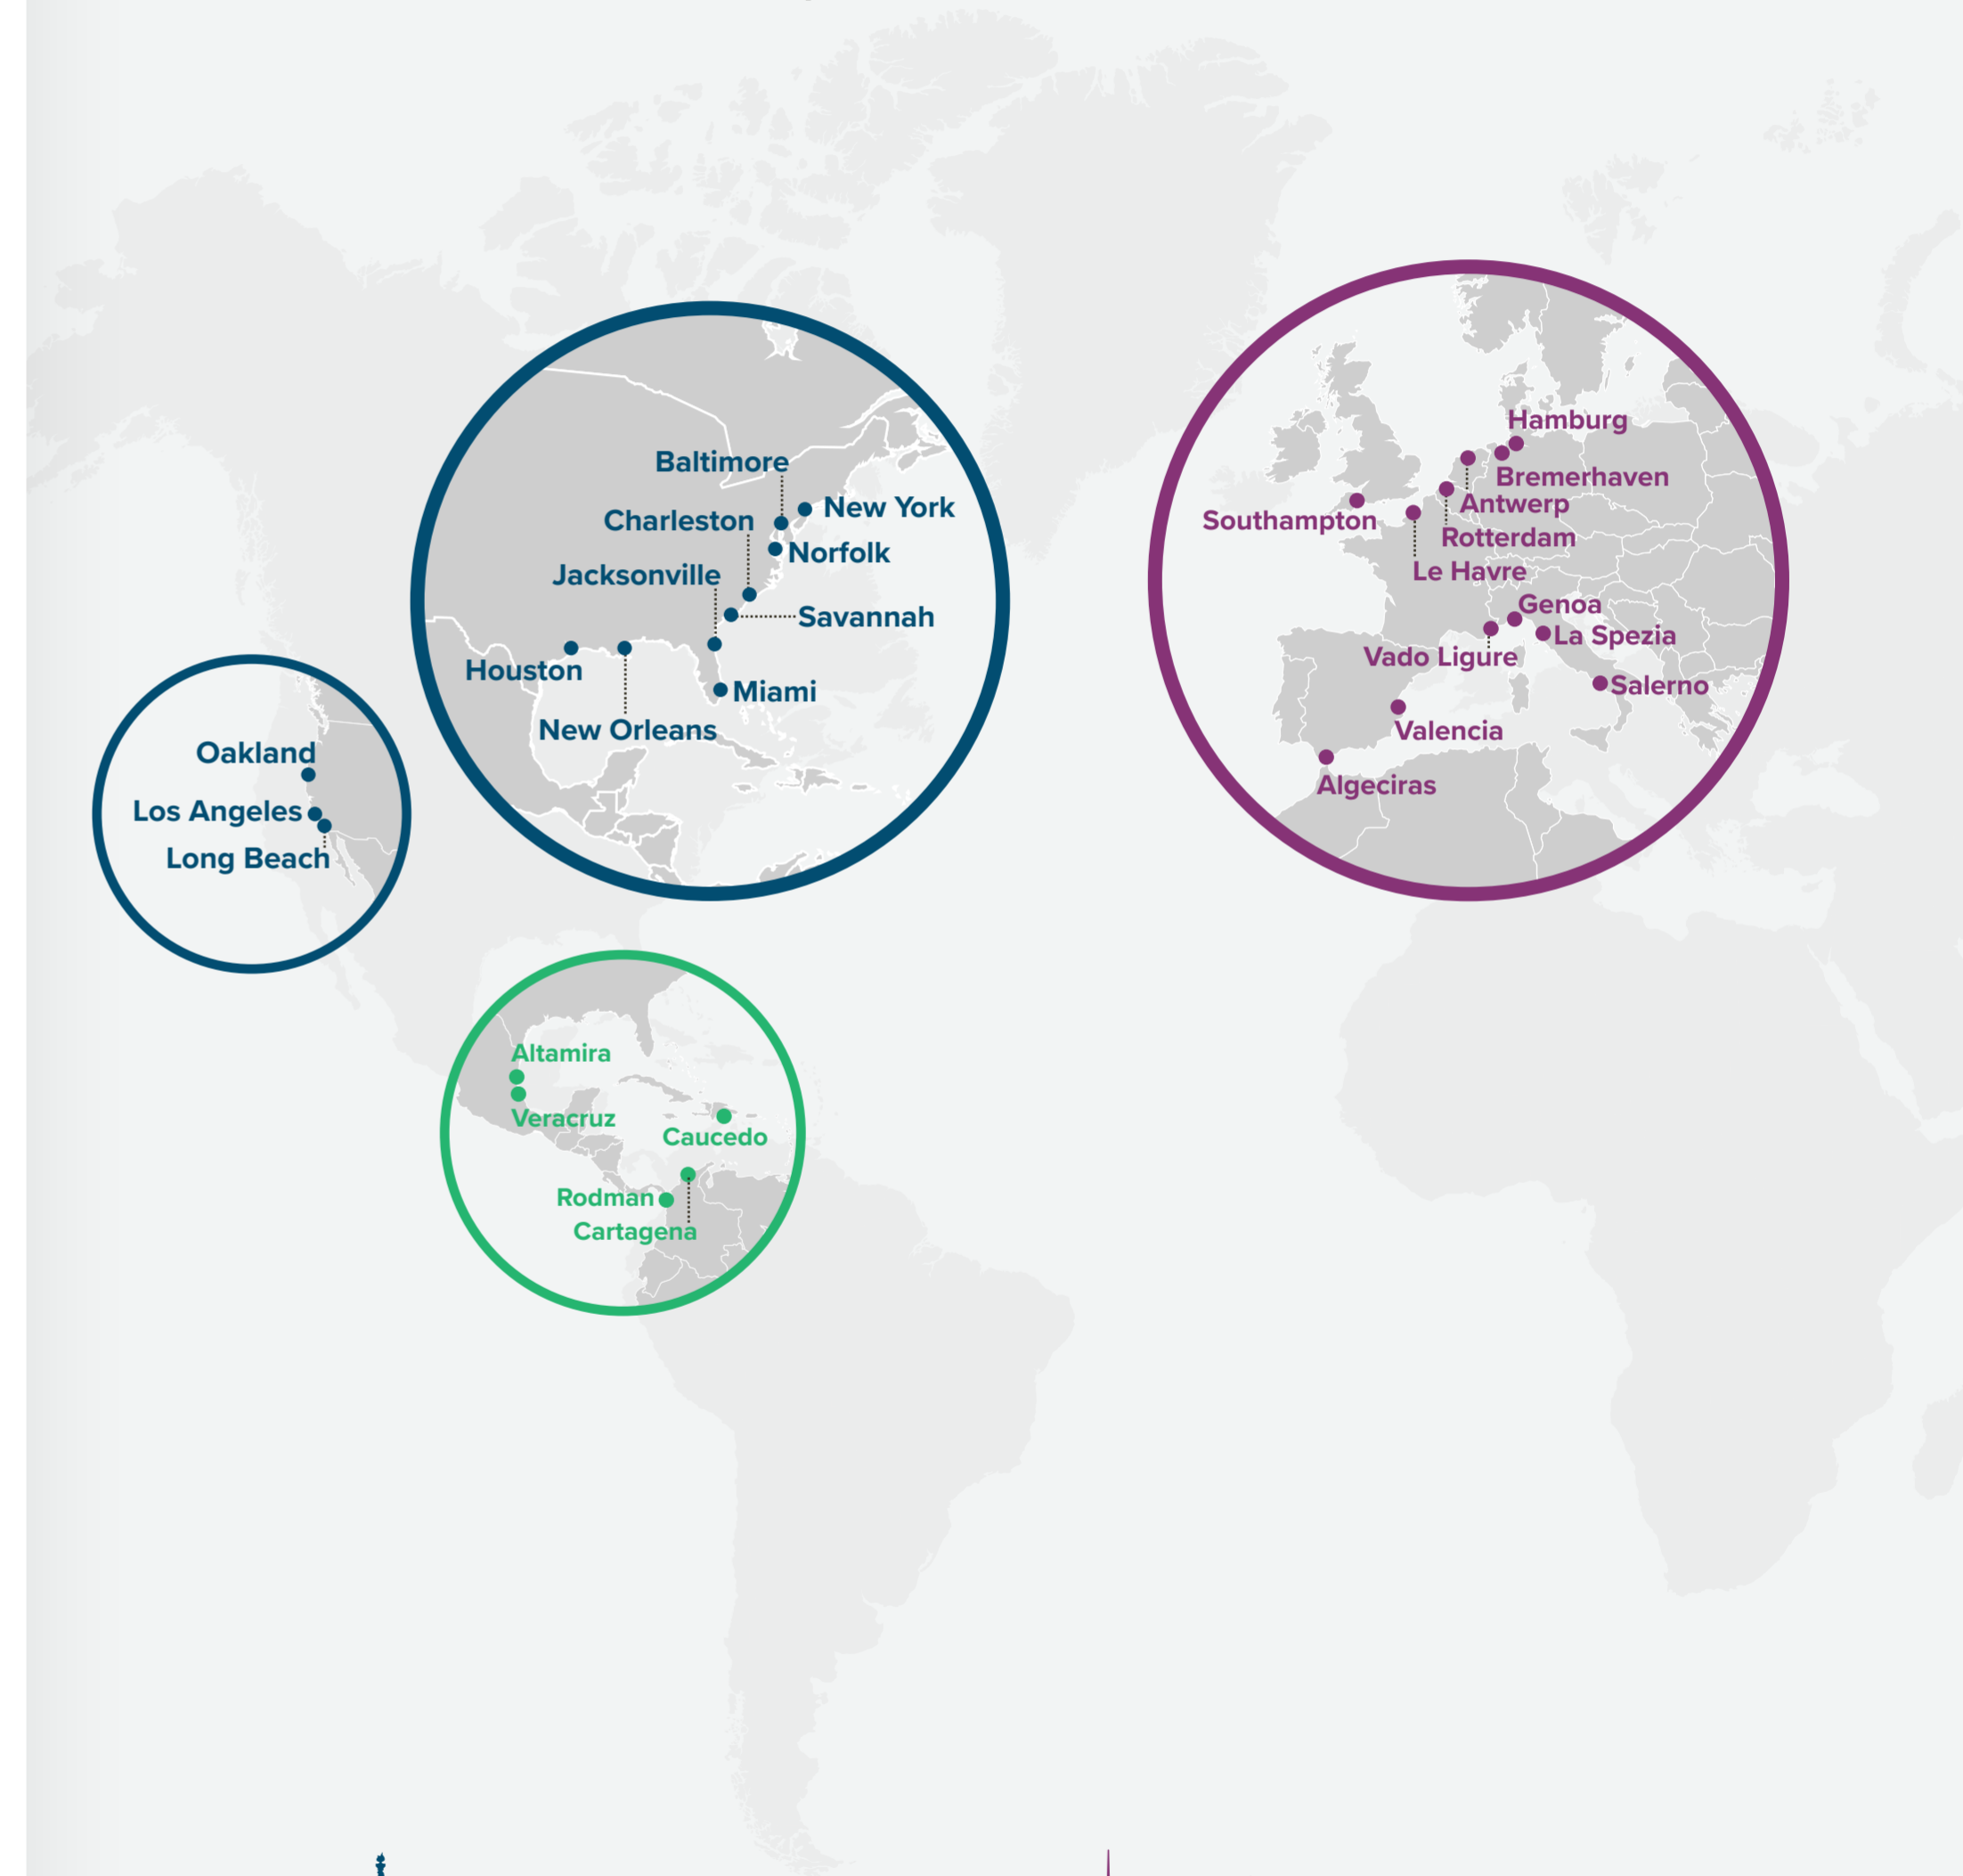 Baltimore
New York
Charleston
Norfolk
Jacksonville
Savannah
Houston
Miami
New Orleans
Oakland
Los Angeles
Long Beach
Hamburg
Bremerhaven
Antwerp
Southampton
Rotterdam
Le Havre
Genoa
La Spezia
Vado Ligure
Salerno
Valencia
Algeciras
Altamira
Veracruz
Caucedo
Rodman
Cartagena